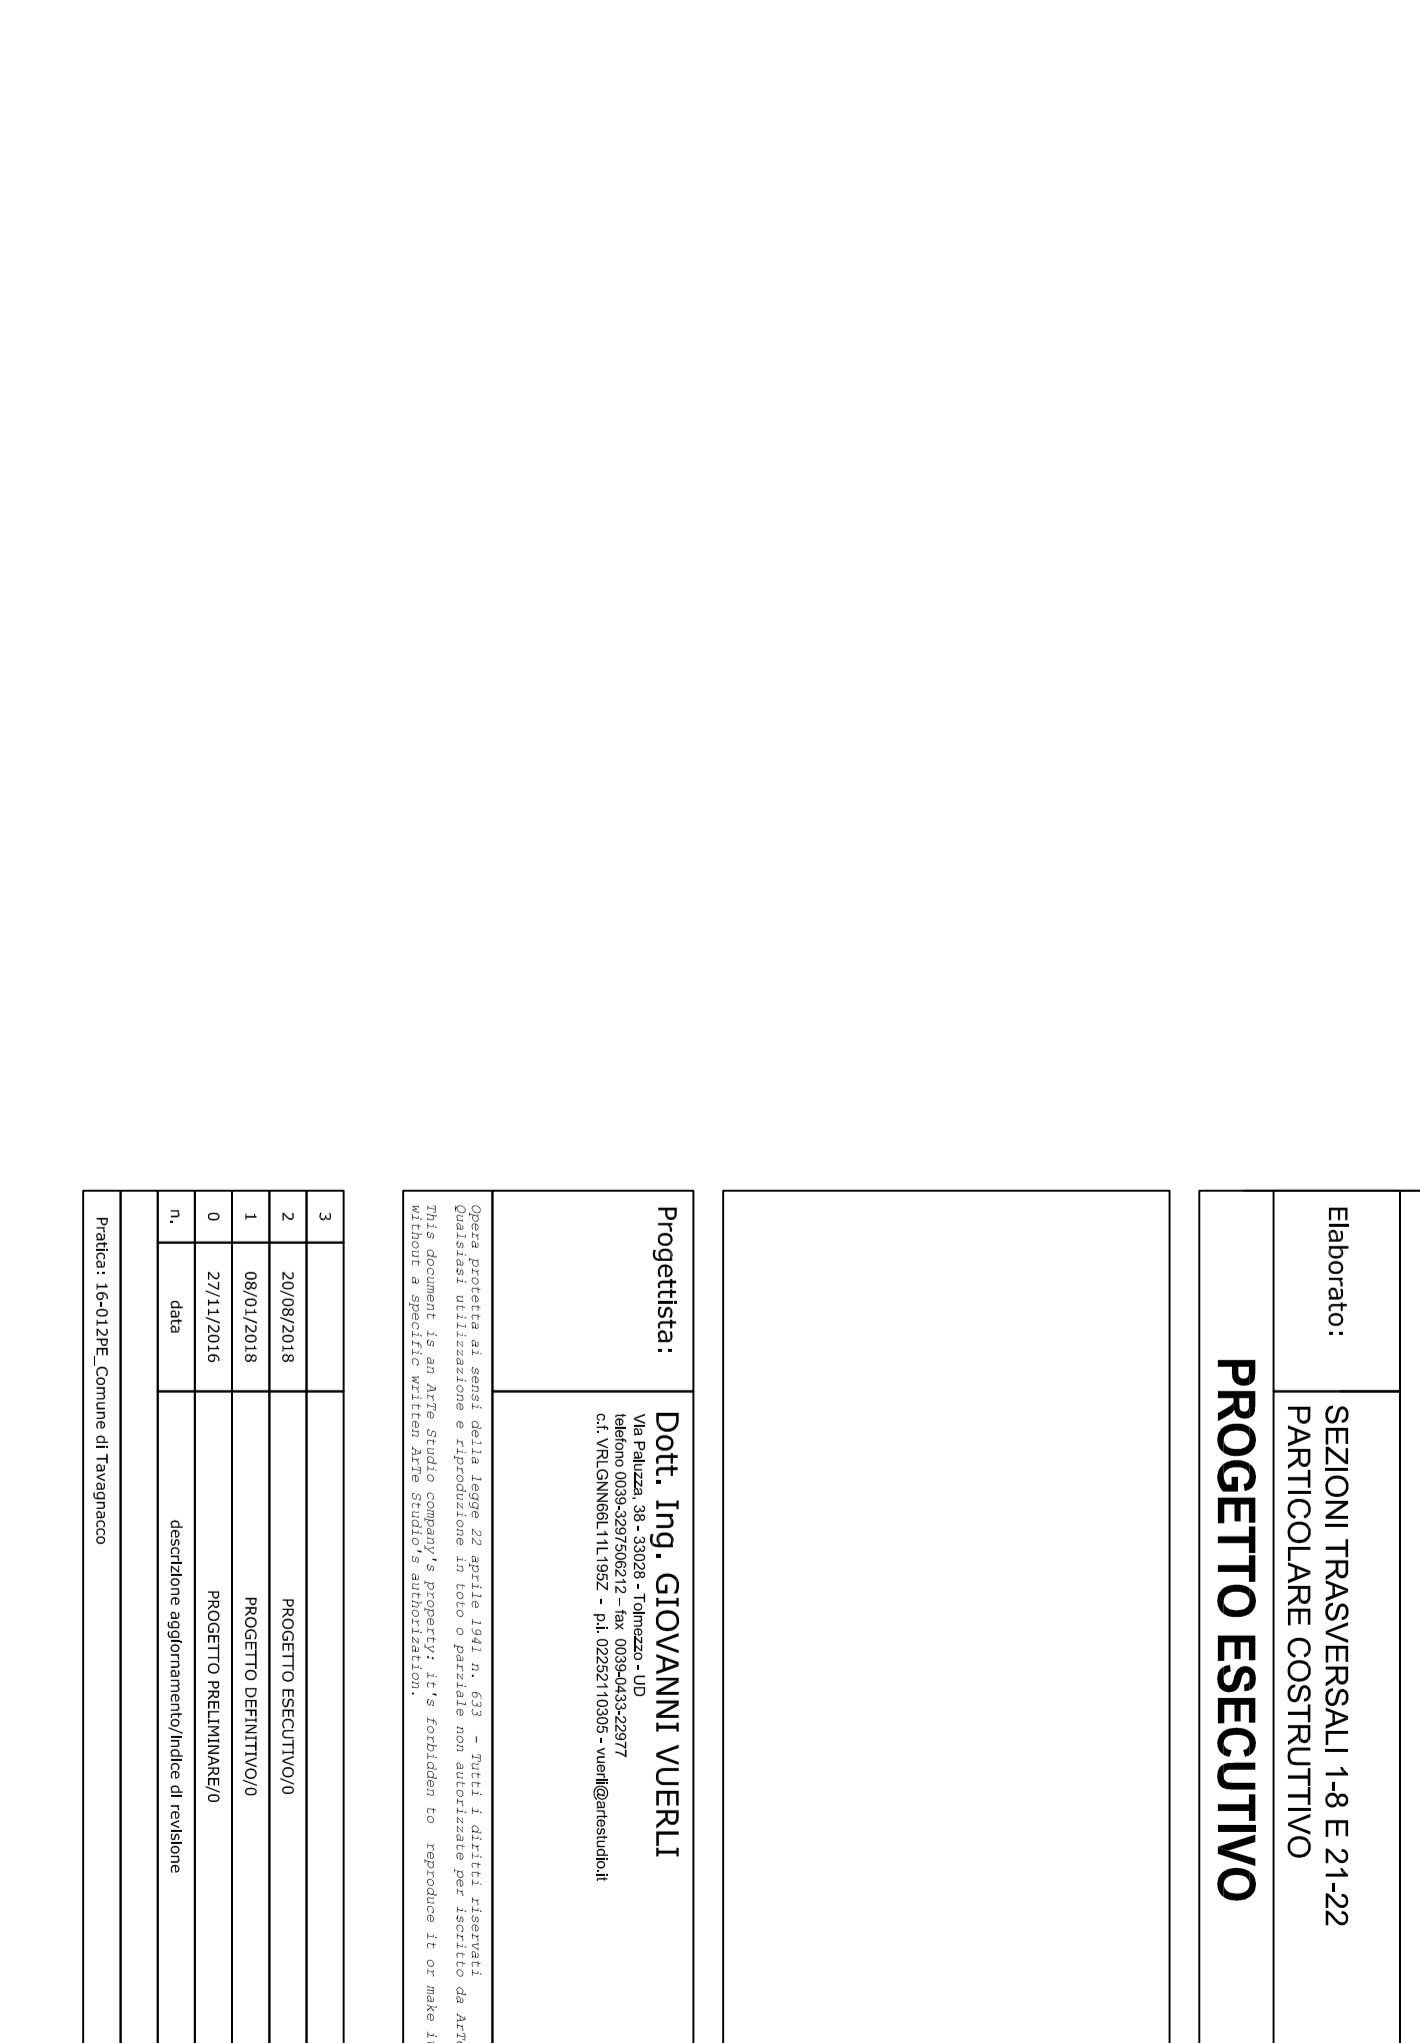 Elaborato:
SEZIONI TRASVERSALI 1-8 E 21-22
PARTICOLARE COSTRUTTIVO
PROGETTO ESECUTIVO
Progettista:
Dott. Ing. GIOVANNI VUERLI
Via Paluzza, 38 - 33028 - Tolmezzo - UD
telefono 0039-3297506212 – fax 0039-0433-22977
c.f. VRLGNN66L11L195Z - p.i. 02252110305 - vuerli@artestudio.it
Opera protetta ai sensi della legge 22 aprile 1941 n. 633 - Tutti i diritti riservati
Qualsiasi utilizzazione e riproduzione in toto o parziale non autorizzate per iscritto da ArTe
This document is an ArTe Studio company's property: it's forbidden to reproduce it or make it
without a specific written ArTe Studio's authorization.
3
2 20/08/2018 PROGETTO ESECUTIVO/0
1 08/01/2018 PROGETTO DEFINITIVO/0
0 27/11/2016 PROGETTO PRELIMINARE/0
n. data descrizione aggiornamento/indice di revisione
Pratica: 16-012PE_Comune di Tavagnacco